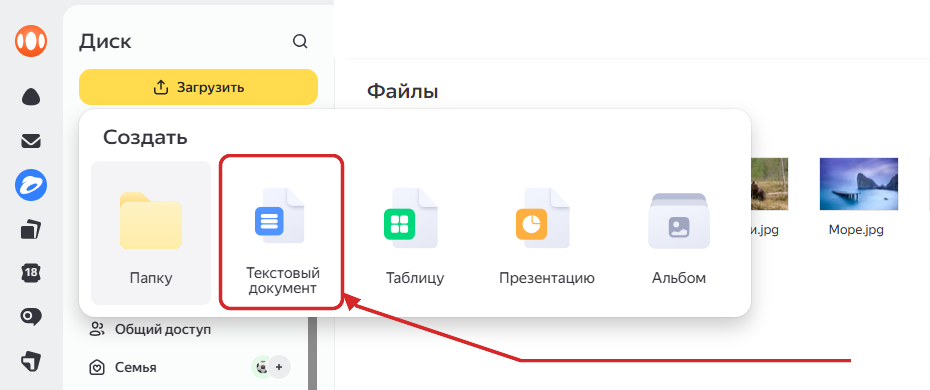 Диск
Загрузить
Файлы
Создать
Папку
Текстовый
документ
Таблицу
Презентацию
Альбом
и.jpg
Море.jpg
18
Общий доступ
Семья
+